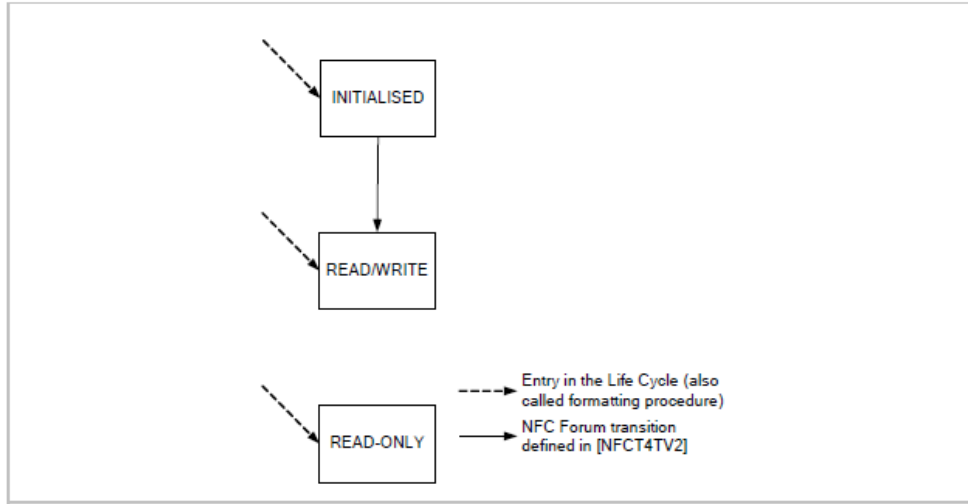 INITIALISED
READ/WRITE
READ-ONLY
Entry in the Life Cycle (also
called formatting procedure)
NFC Forum transition
defined in [NFCT4TV2]